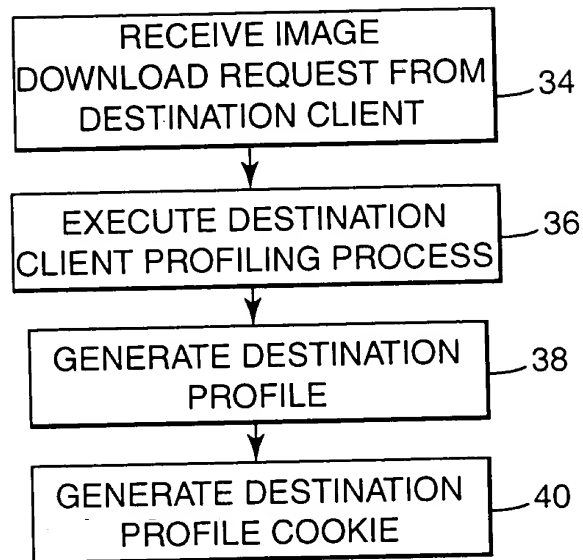 RECEIVE IMAGE
DOWNLOAD REQUEST FROM
DESTINATION CLIENT
34
EXECUTE DESTINATION
CLIENT PROFILING PROCESS
36
GENERATE DESTINATION
PROFILE
38
GENERATE DESTINATION
PROFILE COOKIE
40